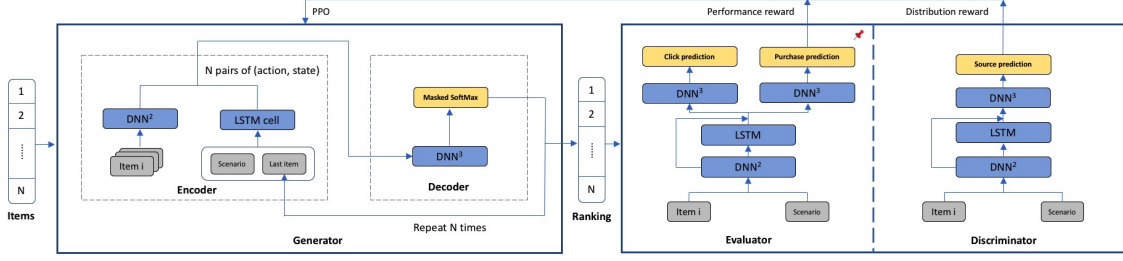 PPO
Performance reward
Distribution reward
1
2
N
Items
N pairs of (action, state)
DNN²
LSTM cell
Item i
Scenario
Last item
Encoder
Masked SoftMax
DNN³
Decoder
Repeat N times
Generator
1
2
N
Ranking
Click prediction
Purchase prediction
DNN³
DNN³
LSTM
DNN²
Item i
Scenario
Evaluator
Source prediction
DNN³
LSTM
DNN²
Item i
Scenario
Discriminator